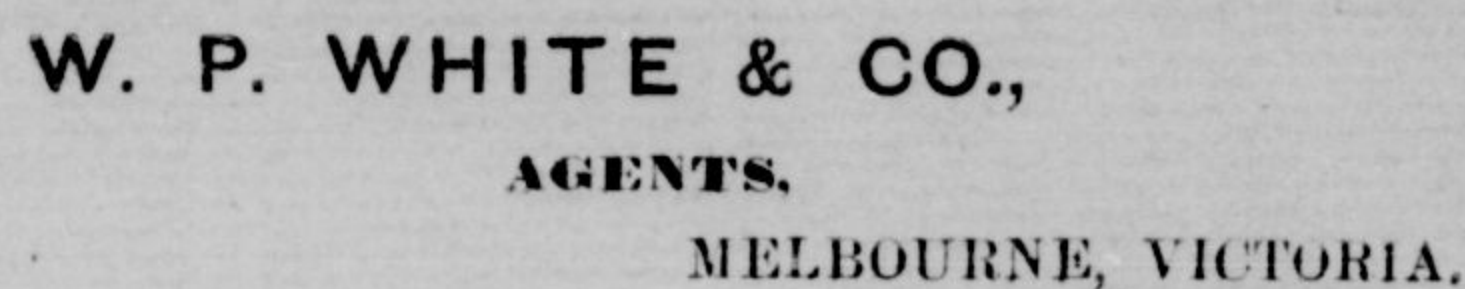 W. P. WHITE & CO.,
AGENTS,
MELBOURNE, VICTORIA.